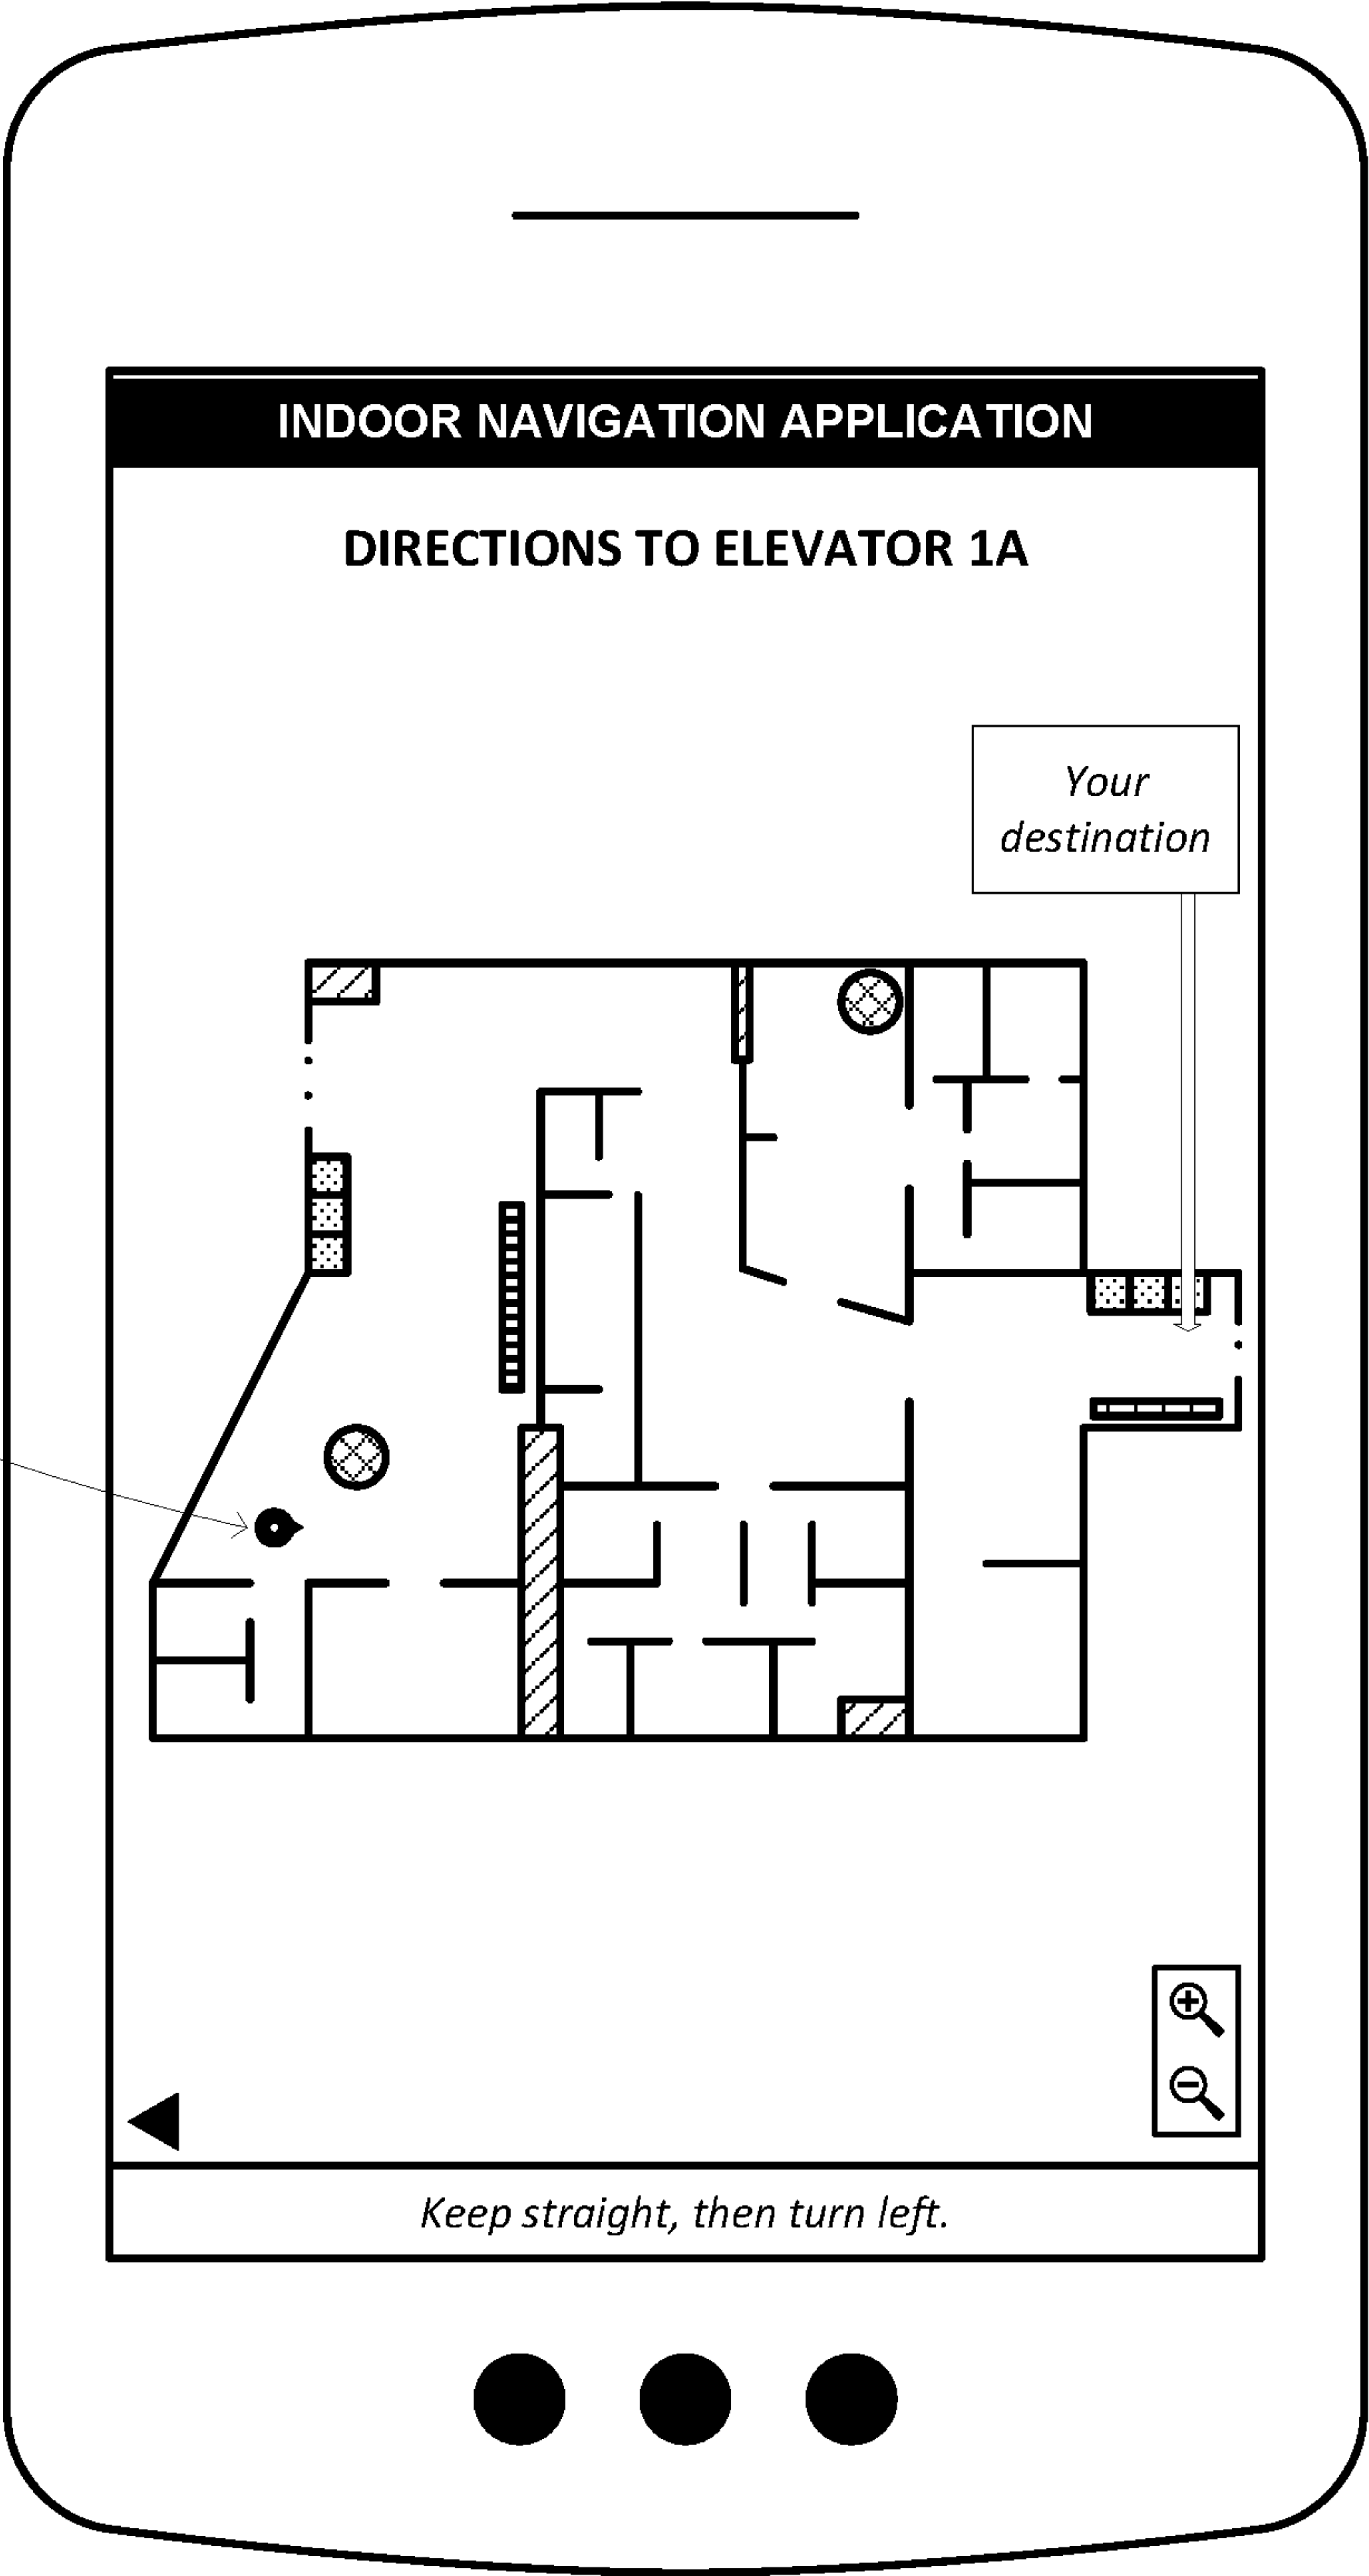 INDOOR NAVIGATION APPLICATION
DIRECTIONS TO ELEVATOR 1A
Your
destination
Keep straight, then turn left.